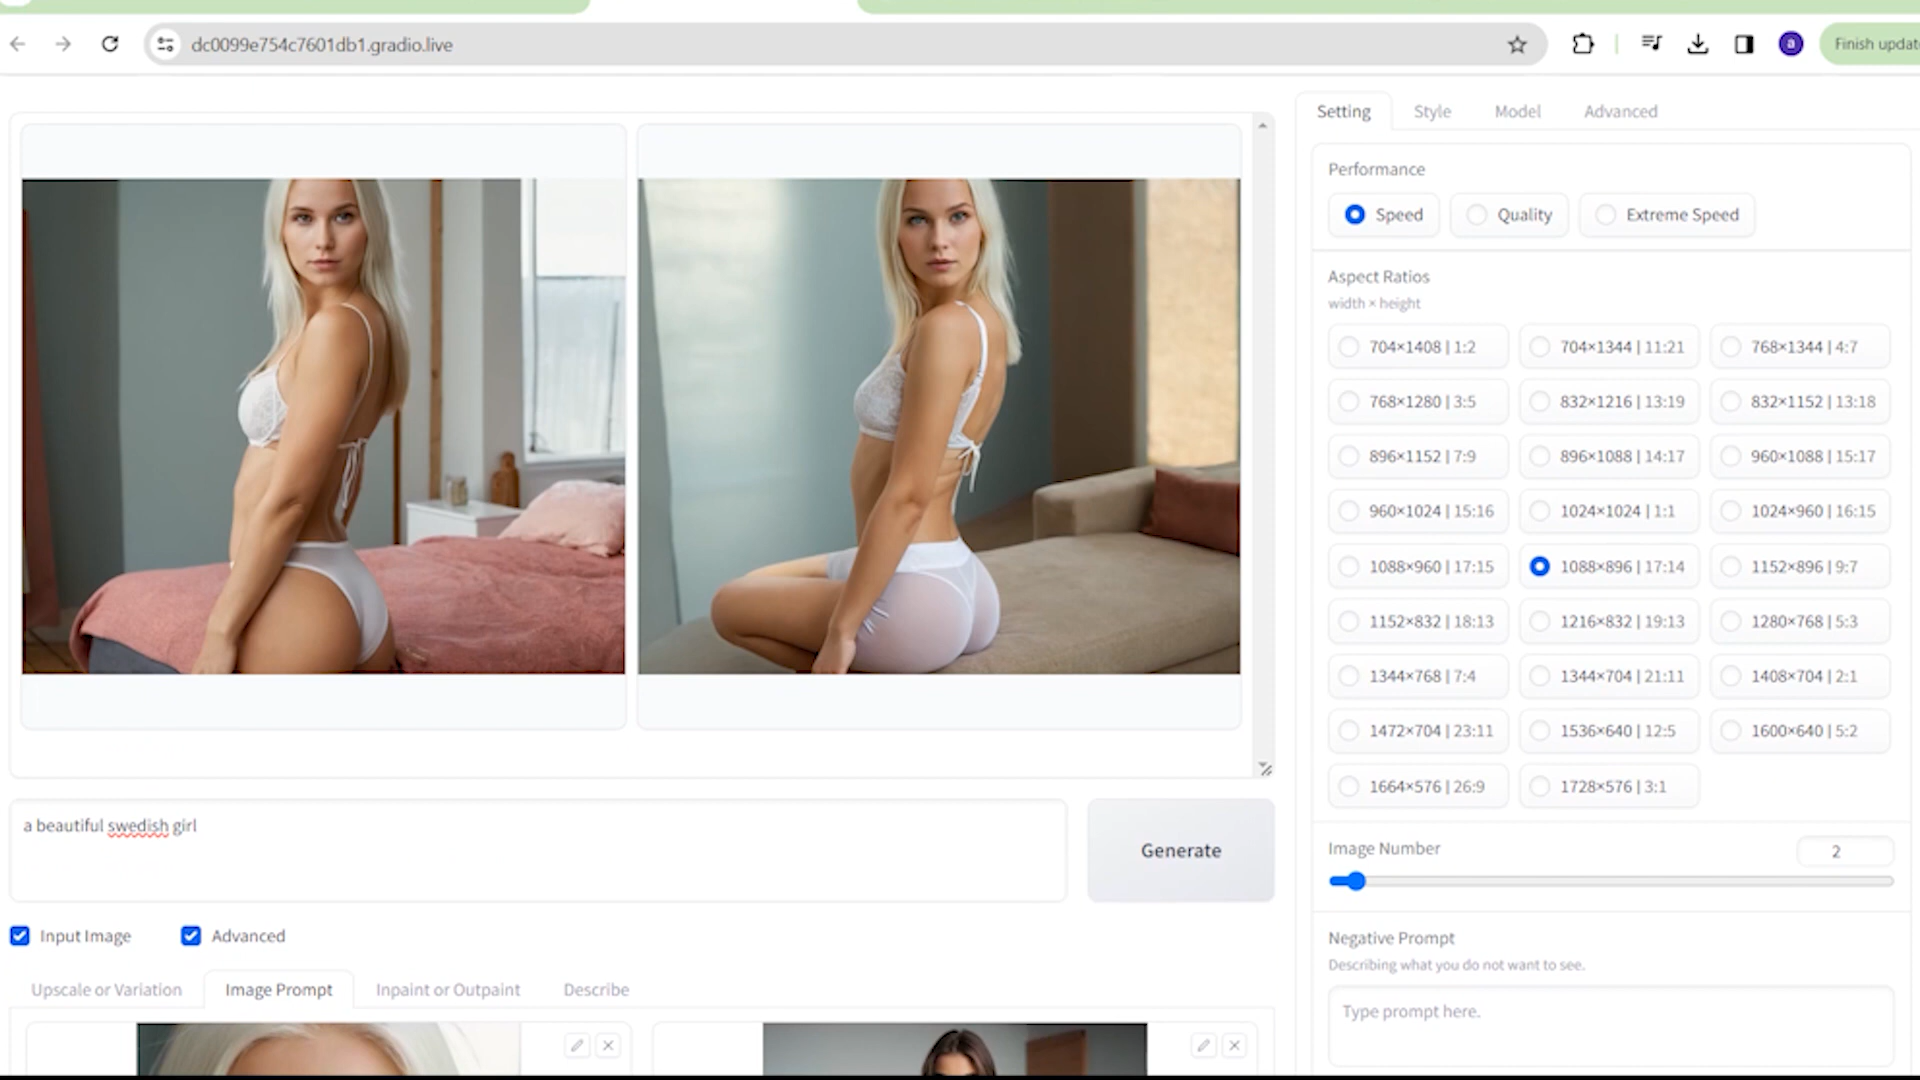 dc0099e754c7601db1.gradio.live
a
Finish updat
Setting Style Model Advanced
Performance
Speed Quality Extreme Speed
Aspect Ratios
width × height
704×1408 | 1:2 704×1344 | 11:21 768×1344 | 4:7
768×1280 | 3:5 832×1216 | 13:19 832×1152 | 13:18
896×1152 | 7:9 896×1088 | 14:17 960×1088 | 15:17
960×1024 | 15:16 1024×1024 | 1:1 1024×960 | 16:15
1088×960 | 17:15 1088×896 | 17:14 1152×896 | 9:7
1152×832 | 18:13 1216×832 | 19:13 1280×768 | 5:3
1344×768 | 7:4 1344×704 | 21:11 1408×704 | 2:1
1472×704 | 23:11 1536×640 | 12:5 1600×640 | 5:2
1664×576 | 26:9 1728×576 | 3:1
Image Number 2
Negative Prompt
Describing what you do not want to see.
Type prompt here.
a beautiful swedish girl
Generate
Input Image Advanced
Upscale or Variation Image Prompt Inpaint or Outpaint Describe